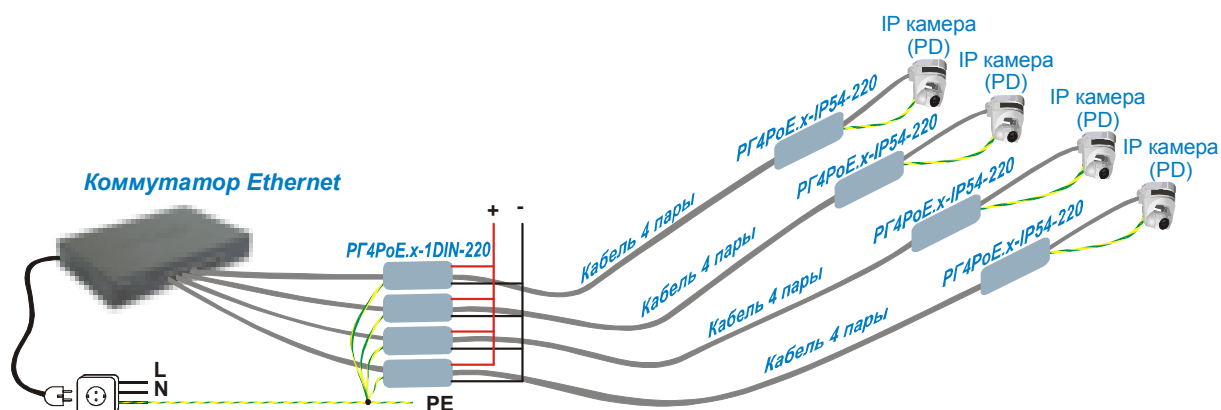 IP камера
(PD)
IP камера
(PD)
IP камера
(PD)
IP камера
(PD)
РГ4PoE.x-IP54-220
РГ4PoE.x-IP54-220
РГ4PoE.x-IP54-220
РГ4PoE.x-IP54-220
Коммутатор Ethernet
+ -
РГ4PoE.x-1DIN-220
Кабель 4 пары
Кабель 4 пары
Кабель 4 пары
Кабель 4 пары
L
N
PE